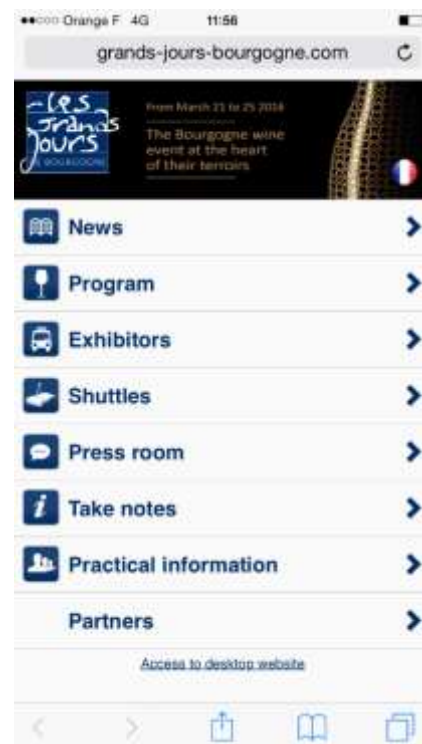 Orange F 4G 11:56
grands-jours-bourgogne.com
Les
Grands
Jours
DE BOURGOGNE
From March 21 to 25 2016
The Bourgogne wine
event at the heart
of their terroirs
News
Program
Exhibitors
Shuttles
Press room
Take notes
Practical information
Partners
Access to desktop website